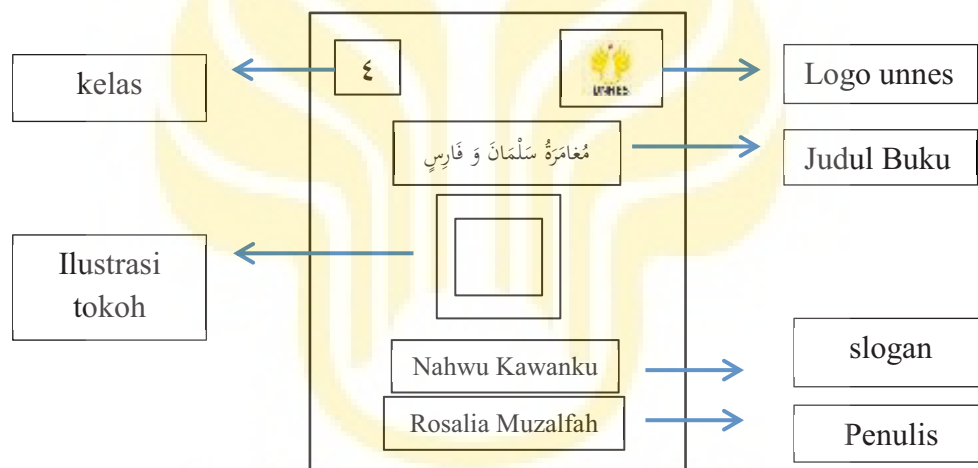 kelas
٤
UNNES
Logo unnes
مُغامَرَةُ سَلْمَانَ وَ فَارِسٍ
Judul Buku
Ilustrasi
tokoh
Nahwu Kawanku
slogan
Rosalia Muzalfah
Penulis